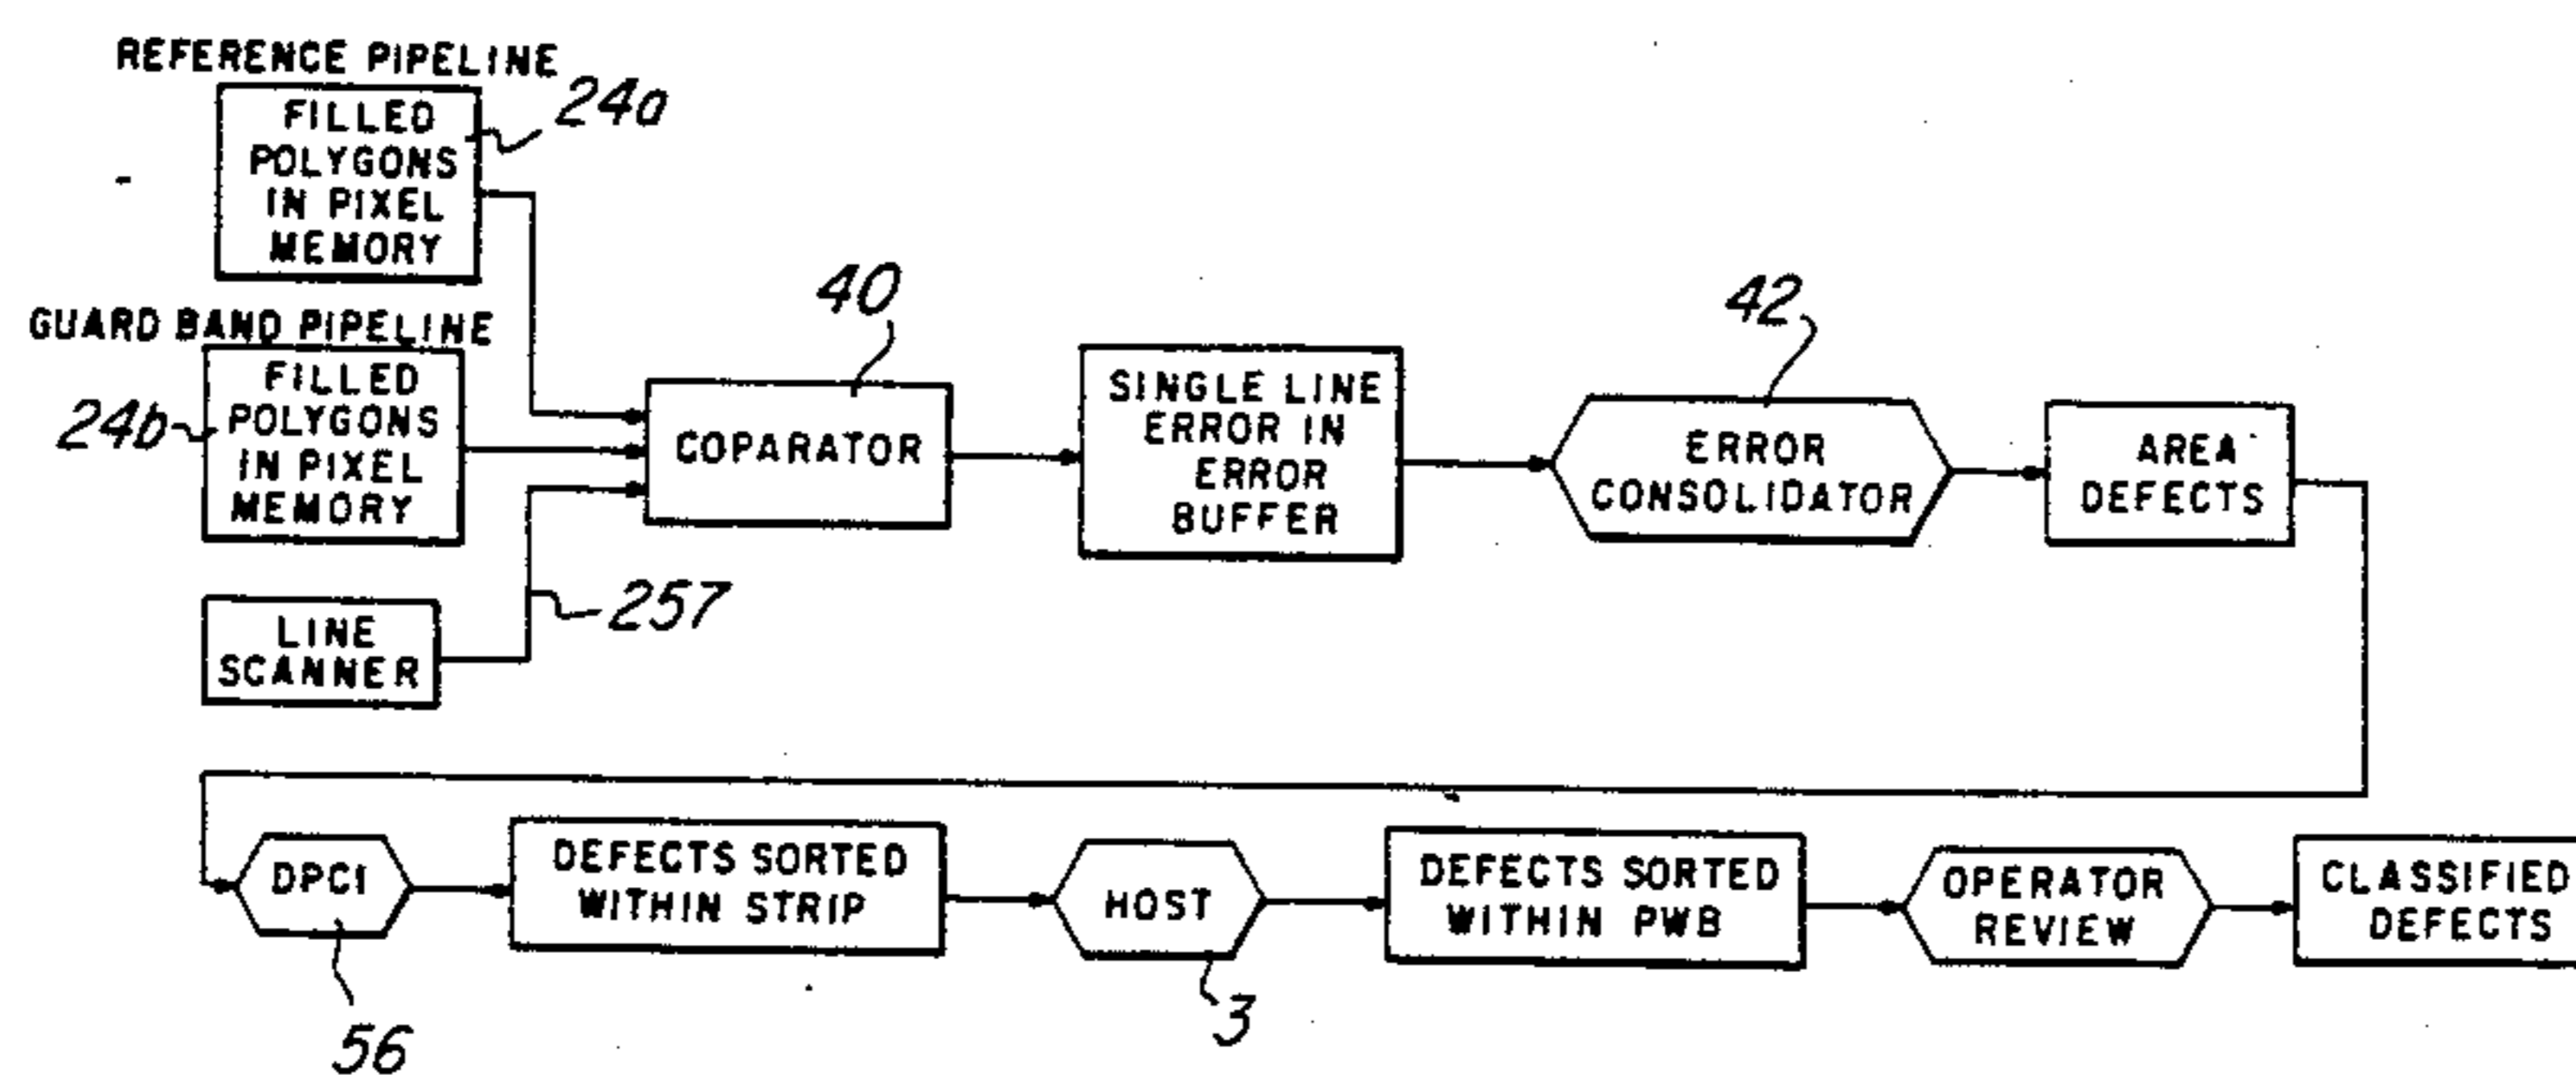 REFERENCE PIPELINE
FILLED
POLYGONS
IN PIXEL
MEMORY
24a
GUARD BAND PIPELINE
FILLED
POLYGONS
IN PIXEL
MEMORY
24b
LINE
SCANNER
257
COPARATOR
40
SINGLE LINE
ERROR IN
ERROR
BUFFER
ERROR
CONSOLIDATOR
42
AREA
DEFECTS
DPC1
56
DEFECTS SORTED
WITHIN STRIP
HOST
3
DEFECTS SORTED
WITHIN PWB
OPERATOR
REVIEW
CLASSIFIED
DEFECTS